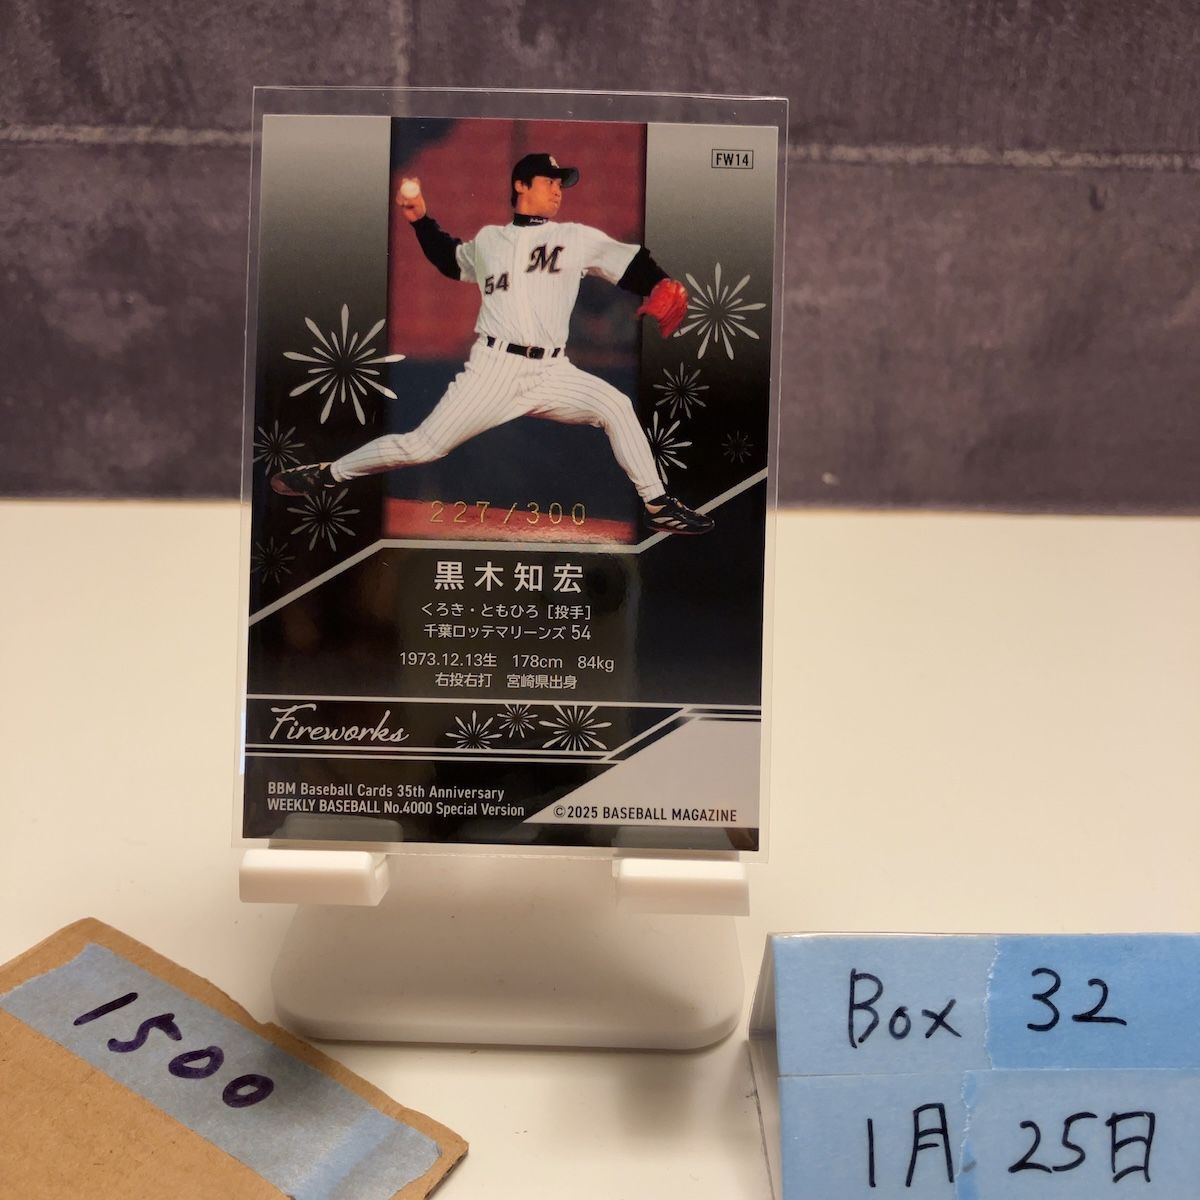 FW14
M
54
227/300
黒木知宏
くろき・ともひろ［投手］
千葉ロッテマリーンズ 54
1973.12.13生 178cm 84kg
右投右打 宮崎県出身
Fireworks
BBM Baseball Cards 35th Anniversary
WEEKLY BASEBALL No.4000 Special Version
©2025 BASEBALL MAGAZINE
1500
Box 32
1月 25日